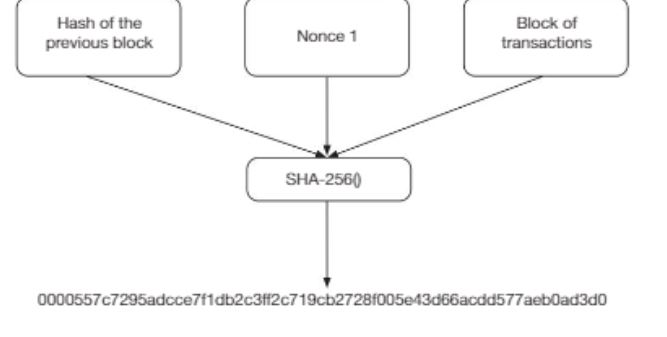 Hash of the
previous block
Nonce 1
Block of
transactions
SHA-256()
0000557c7295adcce7f1db2c3ff2c719cb2728f005e43d66acdd577aeb0ad3d0